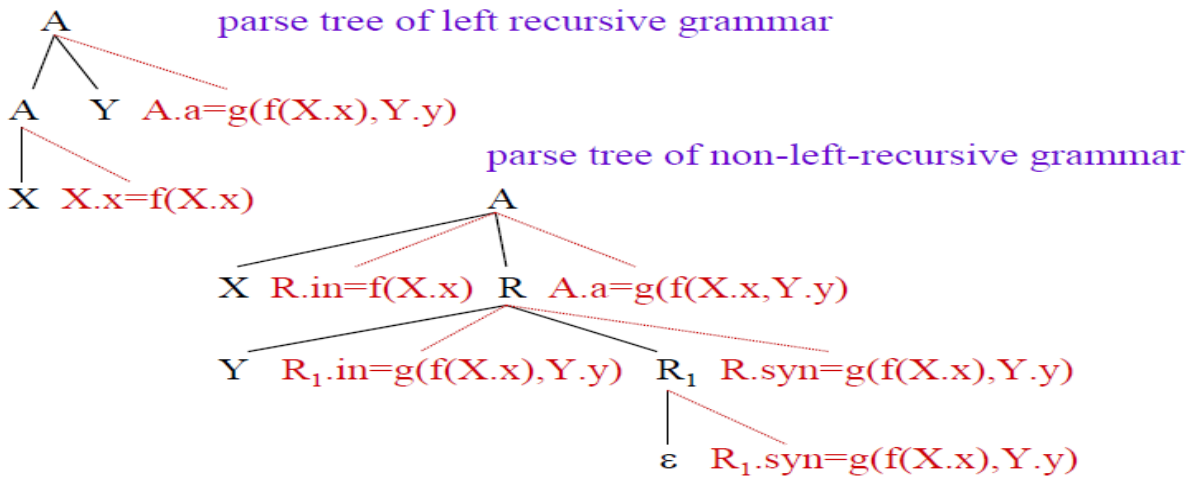 A parse tree of left recursive grammar
A Y A.a=g(f(X.x),Y.y)
parse tree of non-left-recursive grammar
X X.x=f(X.x)
A
X R.in=f(X.x) R A.a=g(f(X.x,Y.y)
Y R₁.in=g(f(X.x),Y.y) R₁ R.syn=g(f(X.x),Y.y)
ε R₁.syn=g(f(X.x),Y.y)